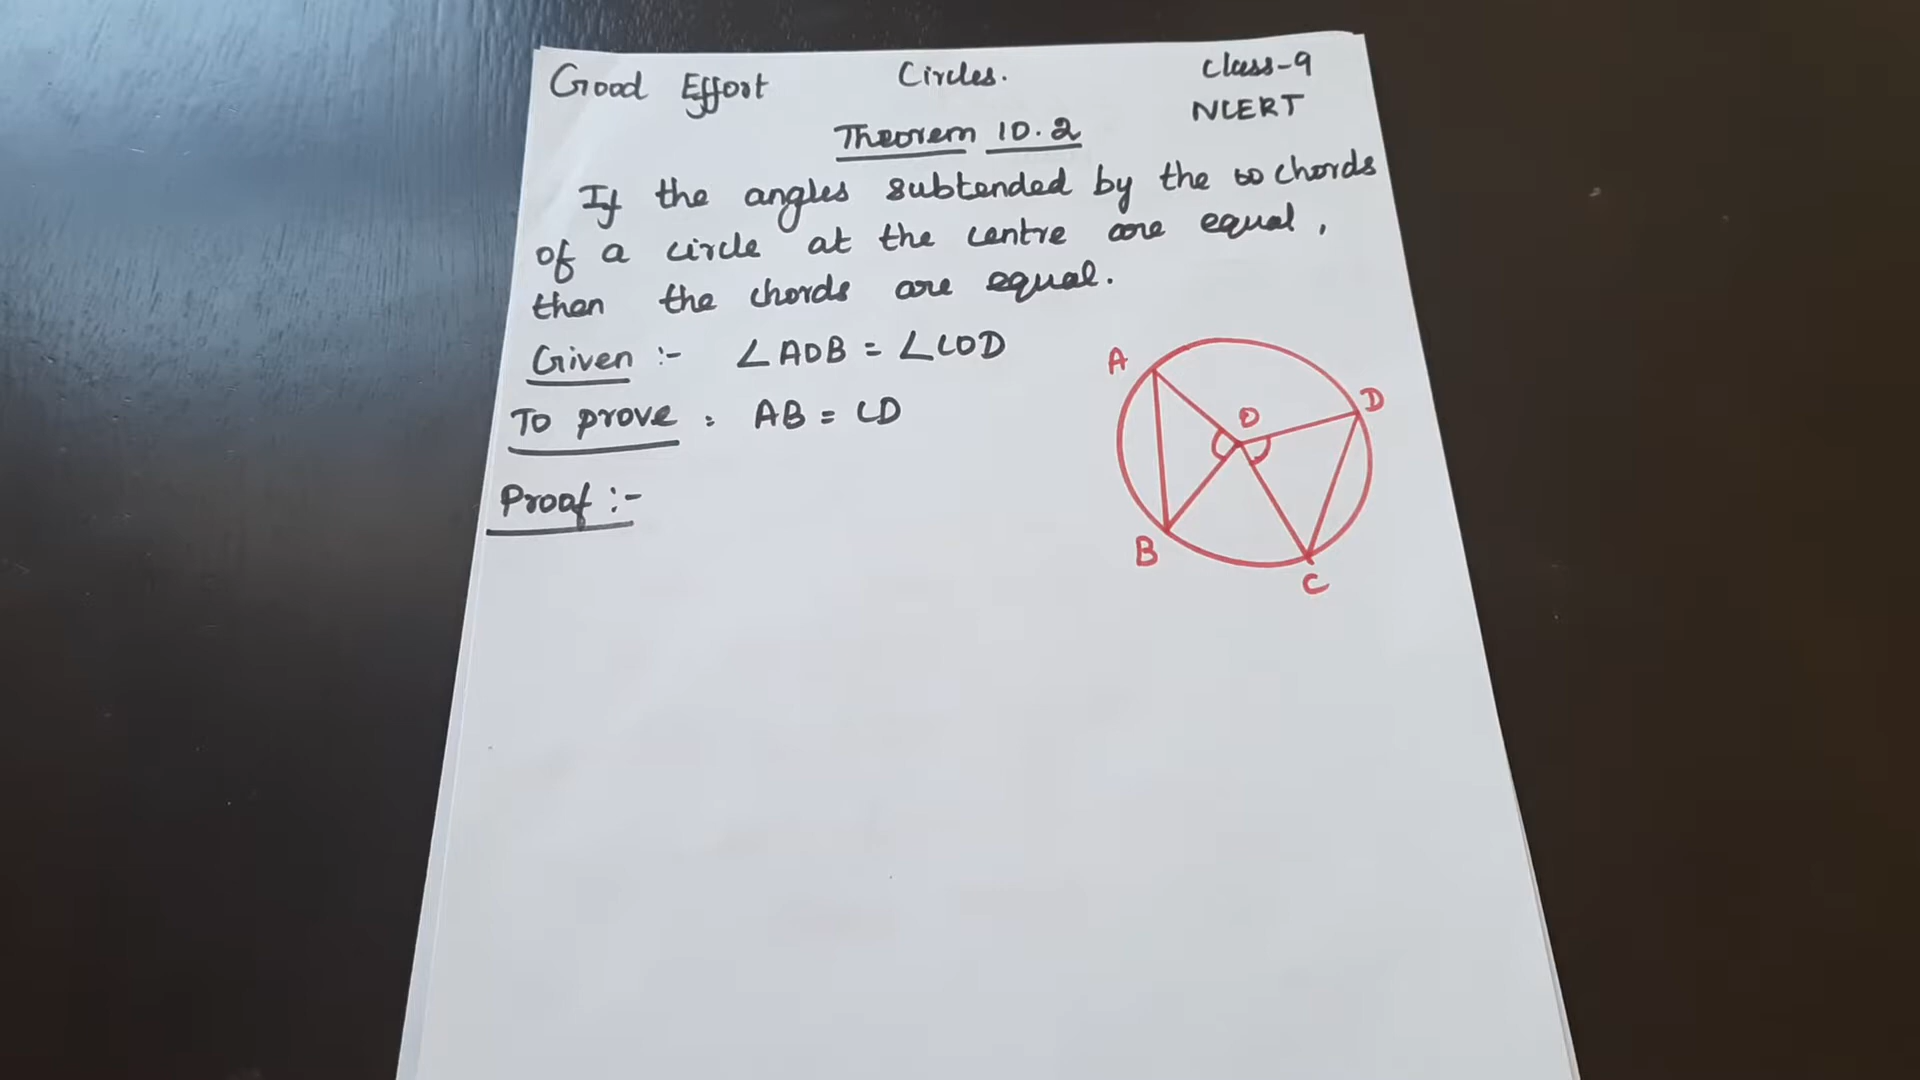 Good Effort Circles. Class-9
NCERT
Theorem 10.2
If the angles subtended by the chords
of a circle at the centre are equal,
then the chords are equal.
Given :- ∠AOB = ∠COD
To prove : AB = CD
Proof :-
A
D
O
B
C